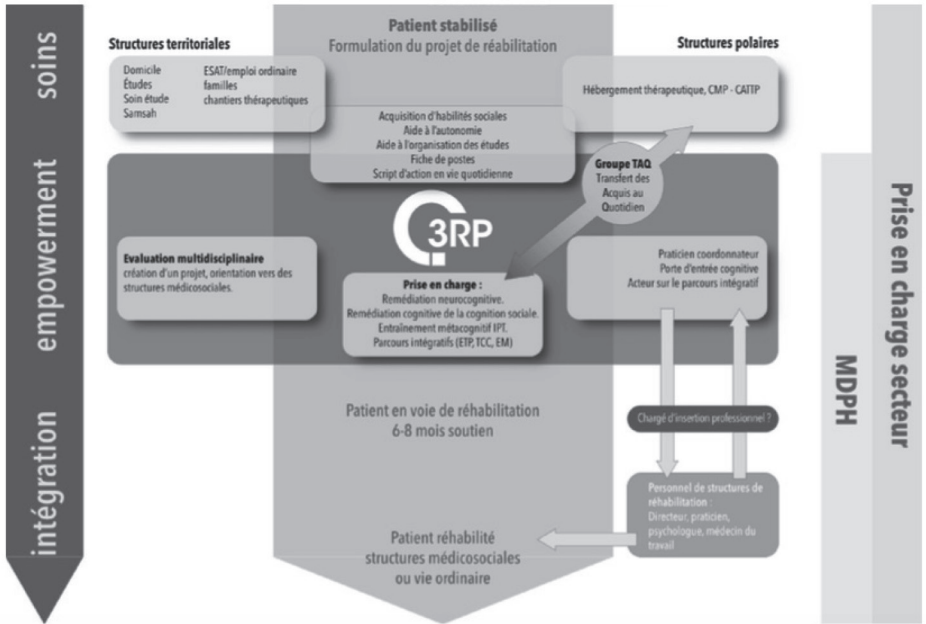 soins
empowerment
intégration
Patient stabilisé
Formulation du projet de réabilitation
Structures territoriales
Domicile
Études
Soin étude
Samsah
ESAT/emploi ordinaire
familles
chantiers thérapeutiques
Structures polaires
Hébergement thérapeutique, CMP - CATTP
Acquisition d'habilités sociales
Aide à l'autonomie
Aide à l'organisation des études
Fiche de postes
Script d'action en vie quotidienne
Groupe TAQ
Transfert des
Acquis au
Quotidien
C3RP
Evaluation multidisciplinaire
création d'un projet, orientation vers des
structures médicosociales.
Prise en charge :
Remédiation neurocognitive.
Remédiation cognitive de la cognition sociale.
Entraînement métacognitif IPT.
Parcours intégratifs (ETP, TCC, EM)
Praticien coordonnateur
Porte d'entrée cognitive
Acteur sur le parcours intégratif
Patient en voie de réhabilitation
6-8 mois soutien
Chargé d'insertion professionnel ?
Personnel de structures de
réhabilitation :
Directeur, praticien,
psychologue, médecin du
travail
Patient réhabilité
structures médicosociales
ou vie ordinaire
MDPH
Prise en charge secteur